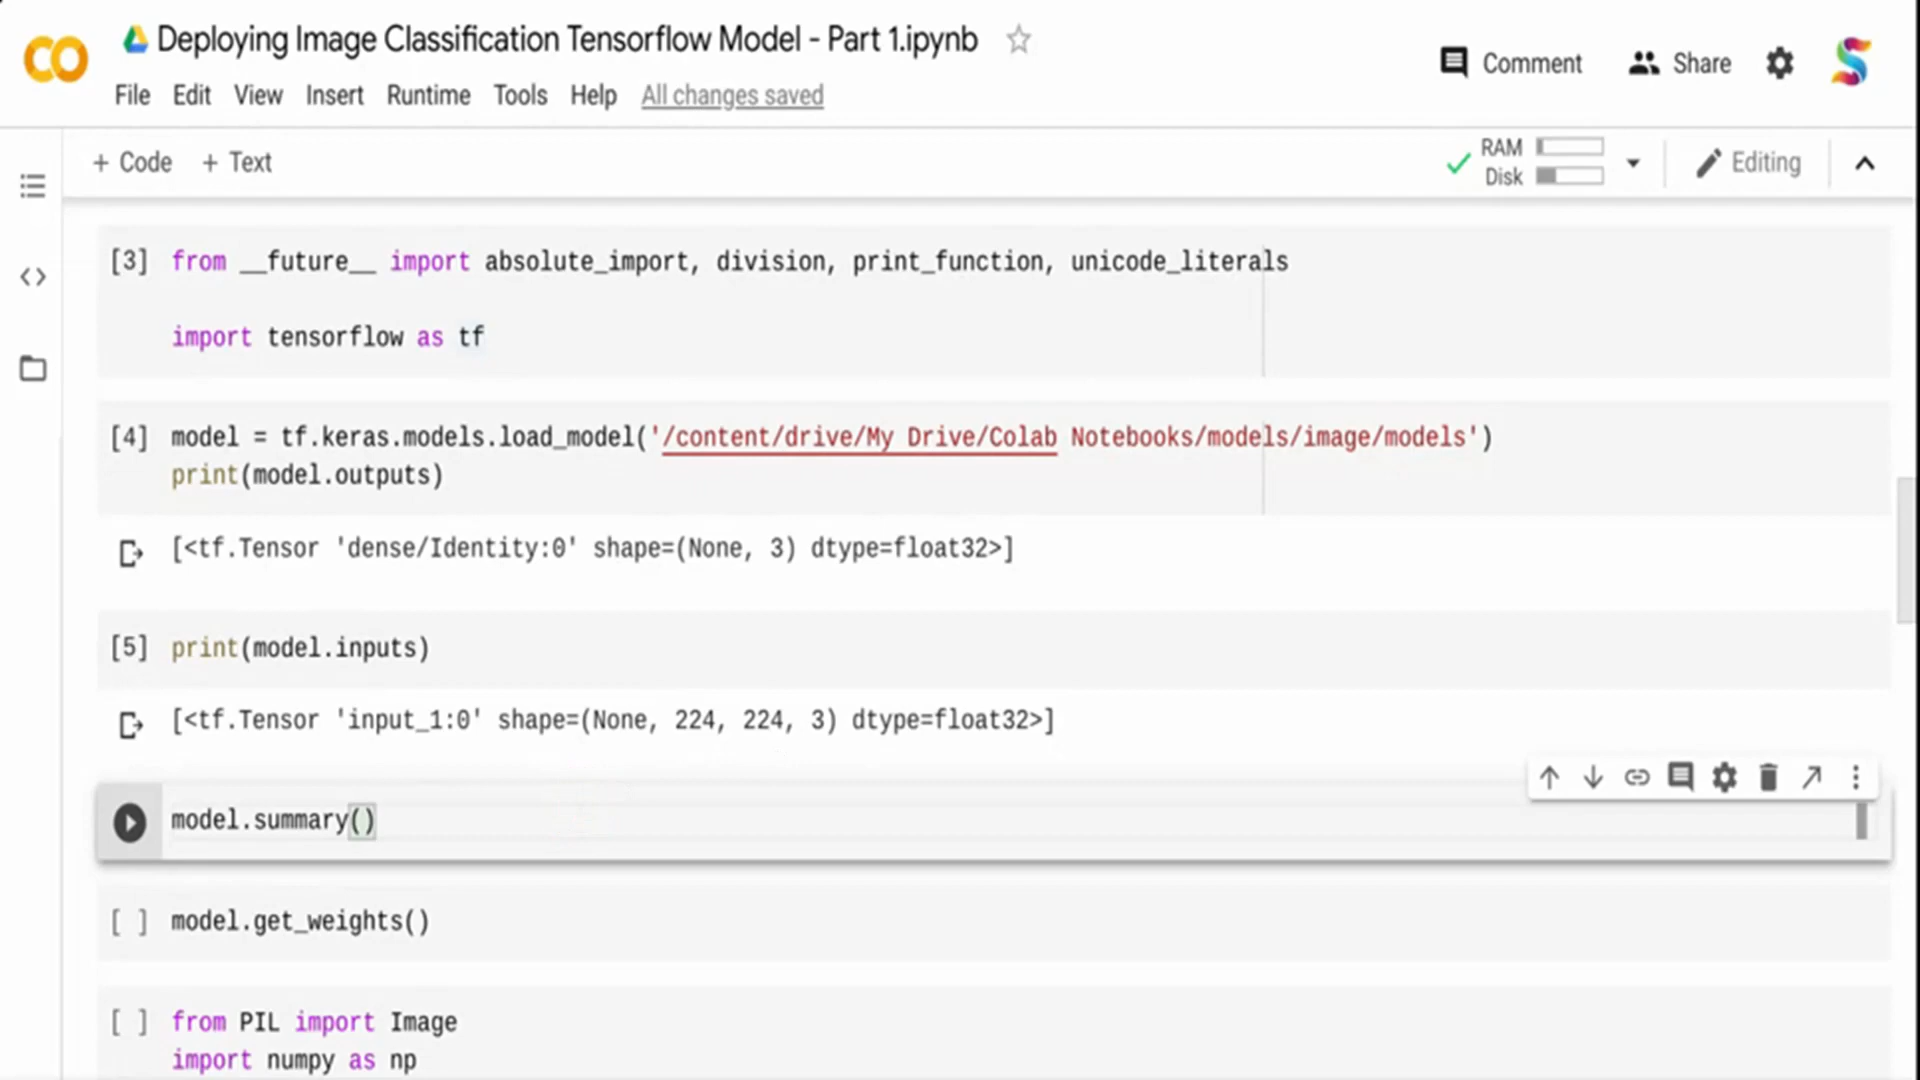 Deploying Image Classification Tensorflow Model - Part 1.ipynb
File Edit View Insert Runtime Tools Help All changes saved
Comment Share
+ Code + Text
RAM
Disk
Editing
[3] from __future__ import absolute_import, division, print_function, unicode_literals
import tensorflow as tf
[4] model = tf.keras.models.load_model('/content/drive/My Drive/Colab Notebooks/models/image/models')
print(model.outputs)
[<tf.Tensor 'dense/Identity:0' shape=(None, 3) dtype=float32>]
[5] print(model.inputs)
[<tf.Tensor 'input_1:0' shape=(None, 224, 224, 3) dtype=float32>]
model.summary()
[ ] model.get_weights()
[ ] from PIL import Image
import numpy as np